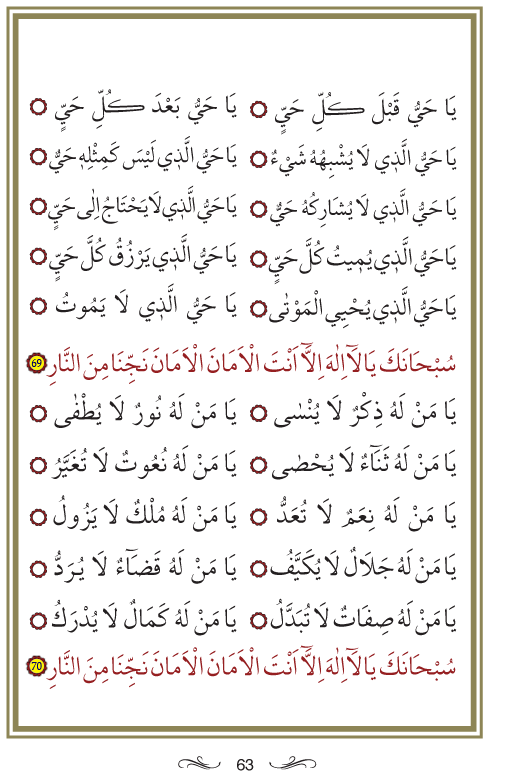 يَا حَيُّ قَبْلَ كُلِّ حَيٍّ ۞ يَا حَيُّ بَعْدَ كُلِّ حَيٍّ ۞
يَا حَيُّ الَّذ۪ي لَا يُشْبِهُهُ شَيْءٌ ۞ يَا حَيُّ الَّذ۪ي لَيْسَ كَمِثْلِه۪ حَيٌّ ۞
يَا حَيُّ الَّذ۪ي لَا يُشَارِكُهُ حَيٌّ ۞ يَا حَيُّ الَّذ۪ي لَا يَحْتَاجُ اِلٰى حَيٍّ ۞
يَا حَيُّ الَّذ۪ي يُم۪يتُ كُلَّ حَيٍّ ۞ يَا حَيُّ الَّذ۪ي يَرْزُقُ كُلَّ حَيٍّ ۞
يَا حَيُّ الَّذ۪ي يُحْيِي الْمَوْتٰى ۞ يَا حَيُّ الَّذ۪ي لَا يَمُوتُ ۞
سُبْحَانَكَ يَا لَٓا اِلٰهَ اِلَّٓا اَنْتَ الْاَمَانَ الْاَمَانَ نَجِّنَا مِنَ النَّارِ 69
يَا مَنْ لَهُ ذِكْرٌ لَا يُنْسٰى ۞ يَا مَنْ لَهُ نُورٌ لَا يُطْفٰى ۞
يَا مَنْ لَهُ ثَنَٓاءٌ لَا يُحْصٰى ۞ يَا مَنْ لَهُ نُعُوتٌ لَا تُغَيَّرُ ۞
يَا مَنْ لَهُ نِعَمٌ لَا تُعَدُّ ۞ يَا مَنْ لَهُ مُلْكٌ لَا يَزُولُ ۞
يَا مَنْ لَهُ جَلَالٌ لَا يُكَيَّفُ ۞ يَا مَنْ لَهُ قَضَٓاءٌ لَا يُرَدُّ ۞
يَا مَنْ لَهُ صِفَاتٌ لَا تُبَدَّلُ ۞ يَا مَنْ لَهُ كَمَالٌ لَا يُدْرَكُ ۞
سُبْحَانَكَ يَا لَٓا اِلٰهَ اِلَّٓا اَنْتَ الْاَمَانَ الْاَمَانَ نَجِّنَا مِنَ النَّارِ 70
63